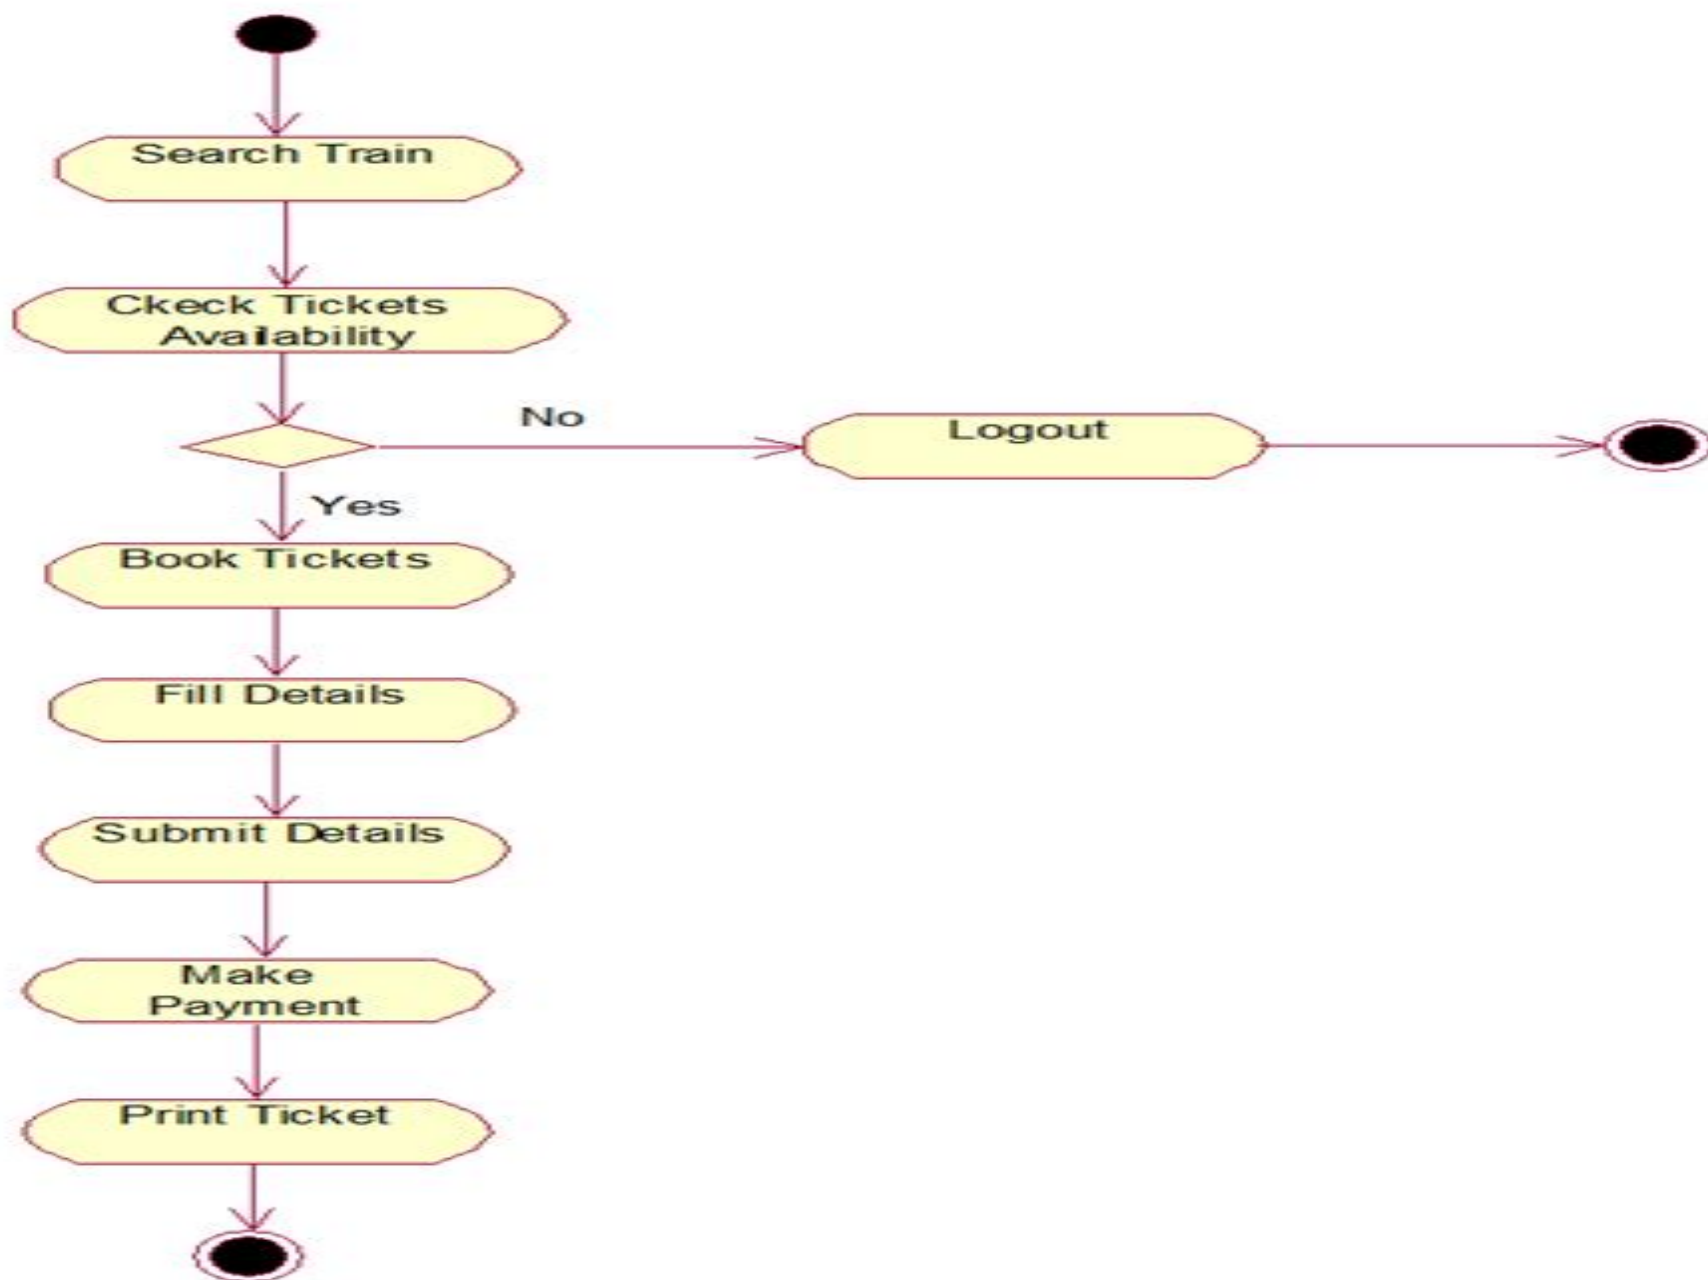 Search Train
Ckeck Tickets
Availability
No
Logout
Yes
Book Tickets
Fill Details
Submit Details
Make
Payment
Print Ticket